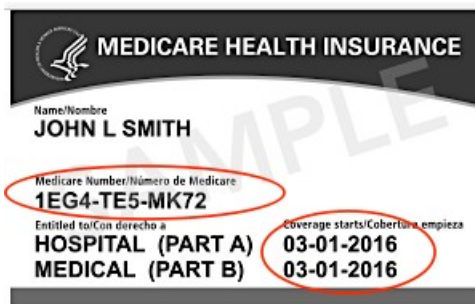 MEDICARE HEALTH INSURANCE
SAMPLE
Name/Nombre
JOHN L SMITH
Medicare Number/Número de Medicare
1EG4-TE5-MK72
Entitled to/Con derecho a Coverage starts/Cobertura empieza
HOSPITAL (PART A) 03-01-2016
MEDICAL (PART B) 03-01-2016